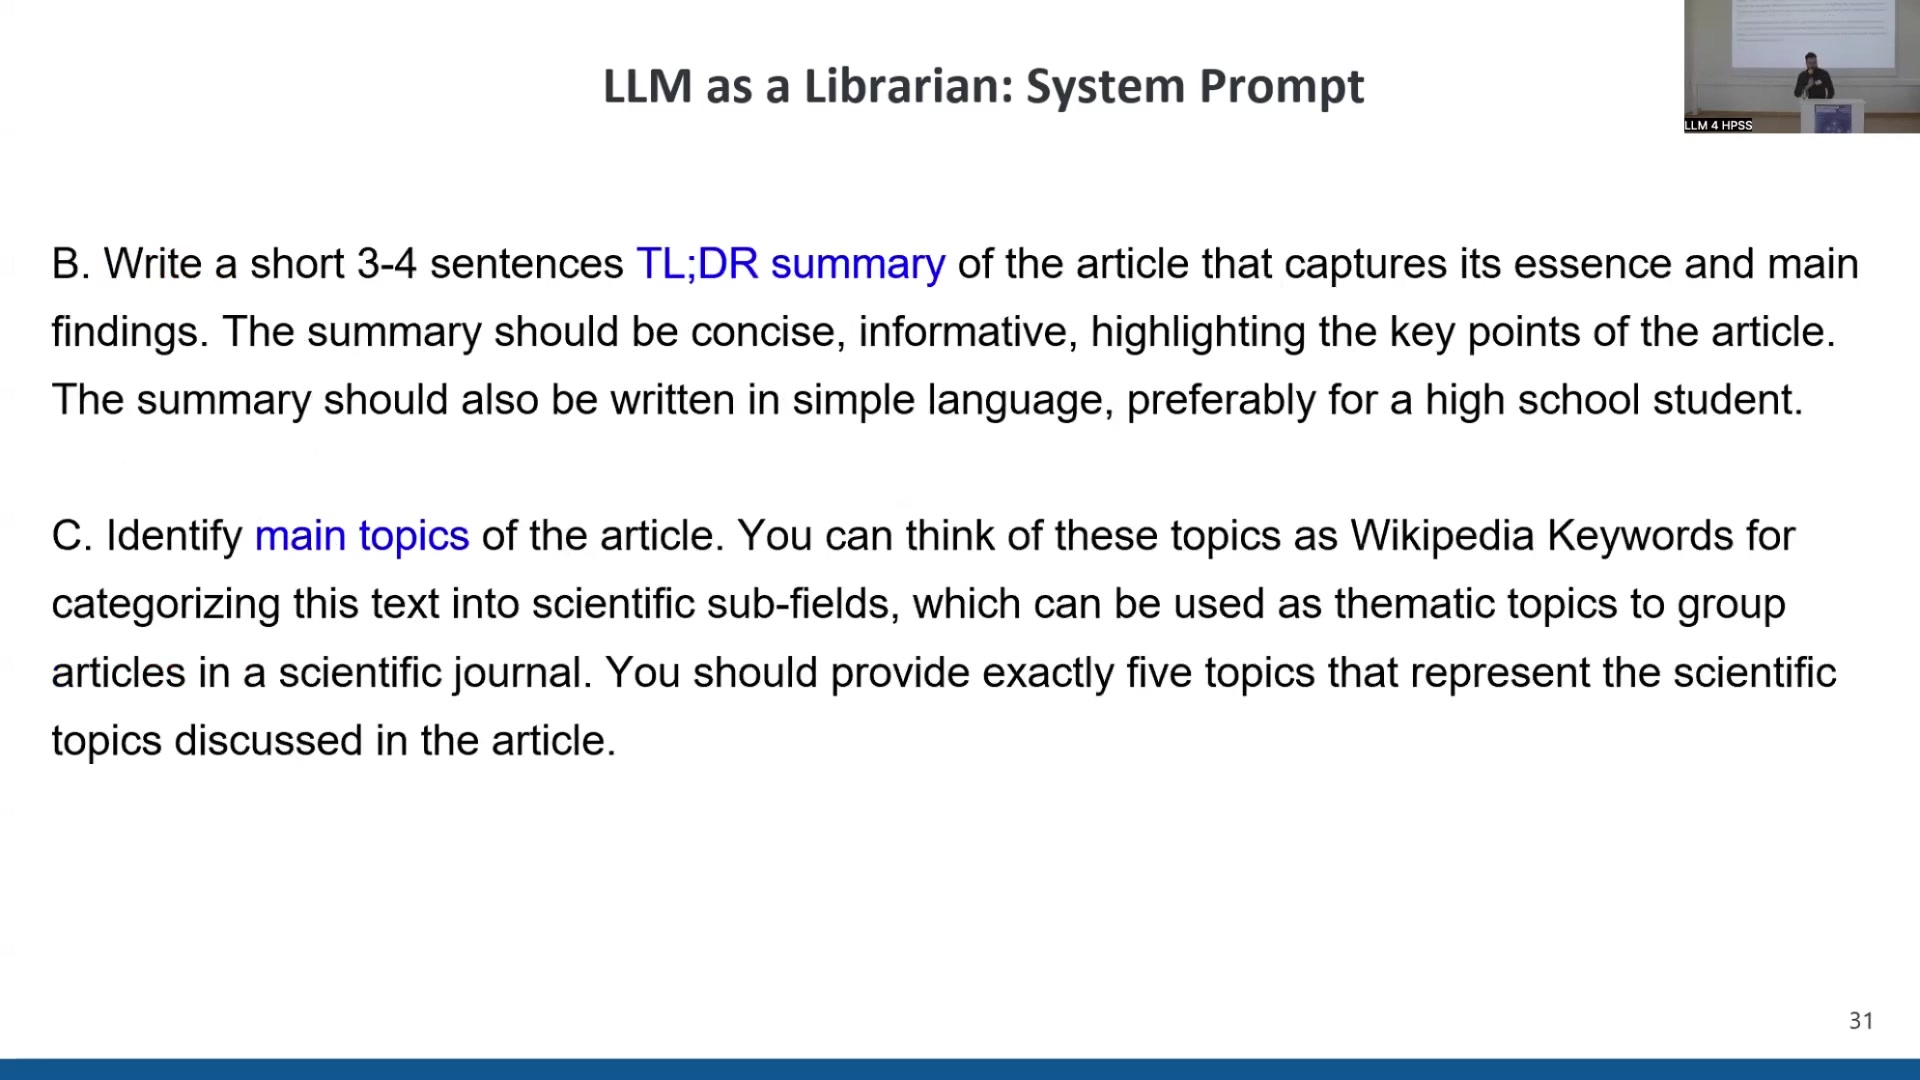 LLM as a Librarian: System Prompt
LLM 4 HPSS
B. Write a short 3-4 sentences TL;DR summary of the article that captures its essence and main
findings. The summary should be concise, informative, highlighting the key points of the article.
The summary should also be written in simple language, preferably for a high school student.
C. Identify main topics of the article. You can think of these topics as Wikipedia Keywords for
categorizing this text into scientific sub-fields, which can be used as thematic topics to group
articles in a scientific journal. You should provide exactly five topics that represent the scientific
topics discussed in the article.
31